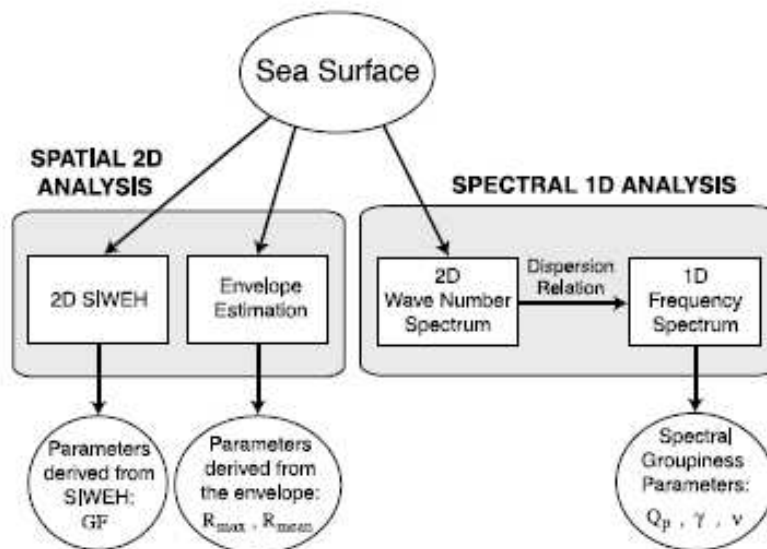 Sea Surface
SPATIAL 2D
ANALYSIS
SPECTRAL 1D ANALYSIS
2D SIWEH
Envelope
Estimation
2D
Wave Number
Spectrum
Dispersion
Relation
1D
Frequency
Spectrum
Parameters
derived from
SIWEH:
GF
Parameters
derived from
the envelope:
Rmax , Rmean
Spectral
Groupiness
Parameters:
Qp , γ , ν